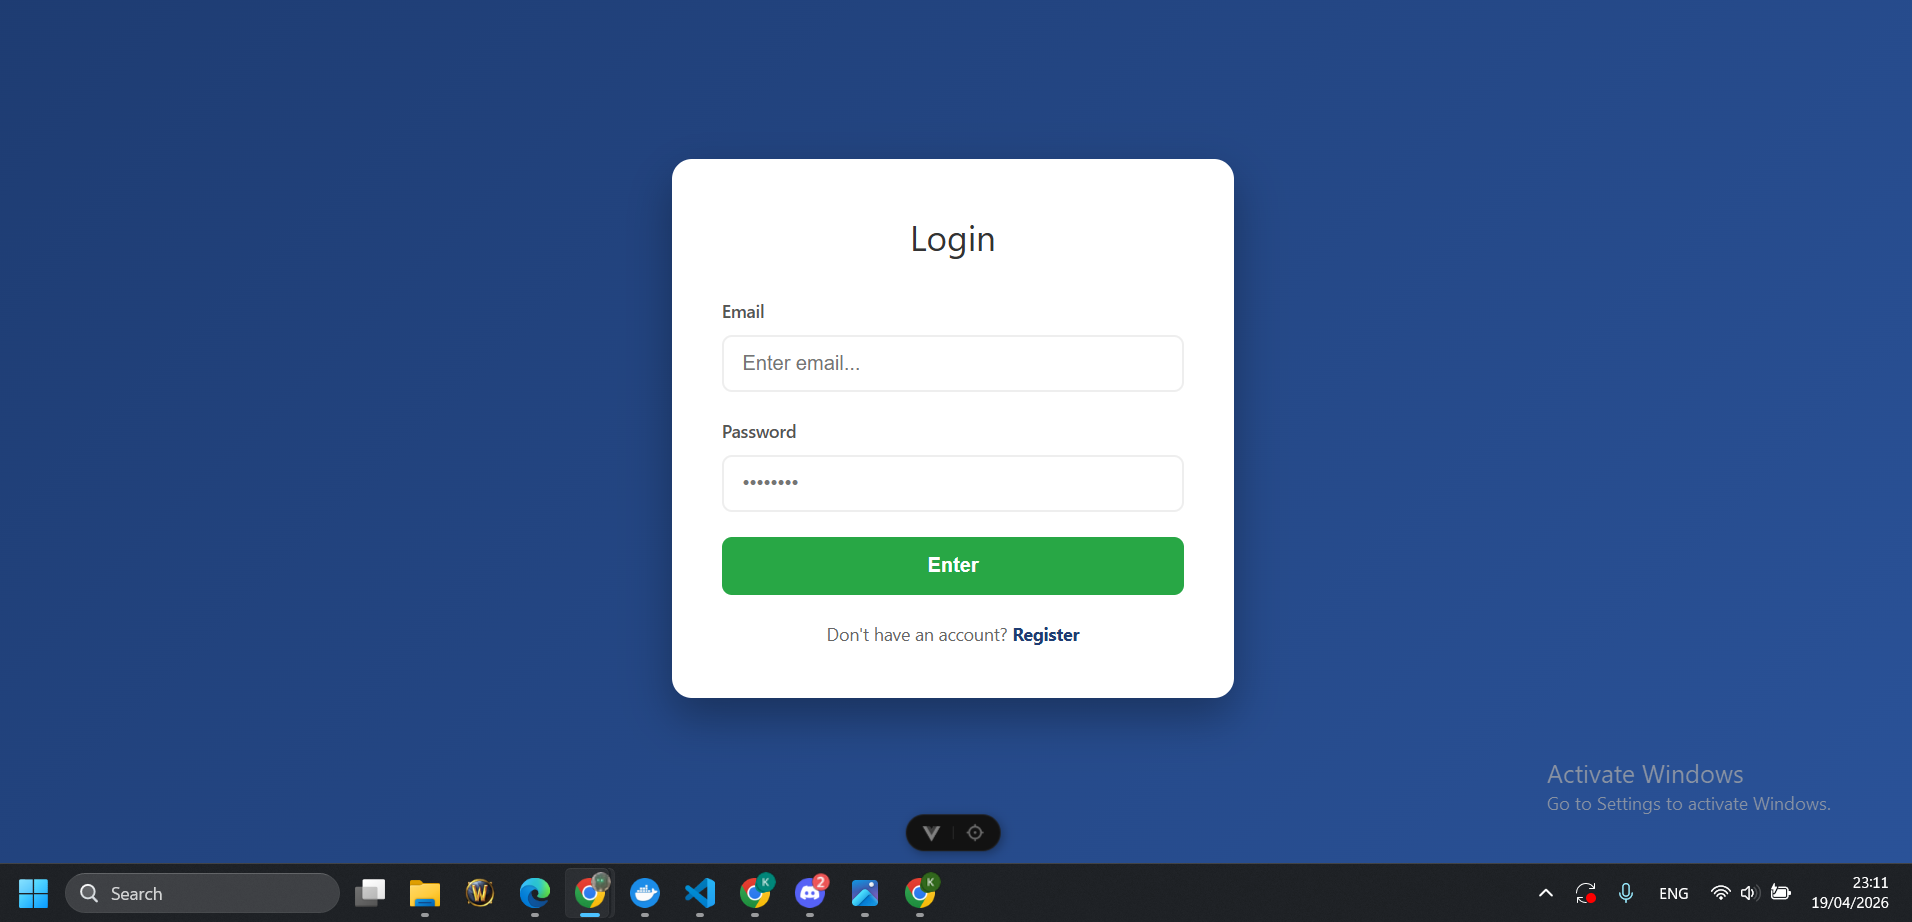 Login
Email
Enter email...
Password
••••••••
Enter
Don't have an account? Register
Activate Windows
Go to Settings to activate Windows.
Search
W
K
2
K
ENG
23:11
19/04/2026